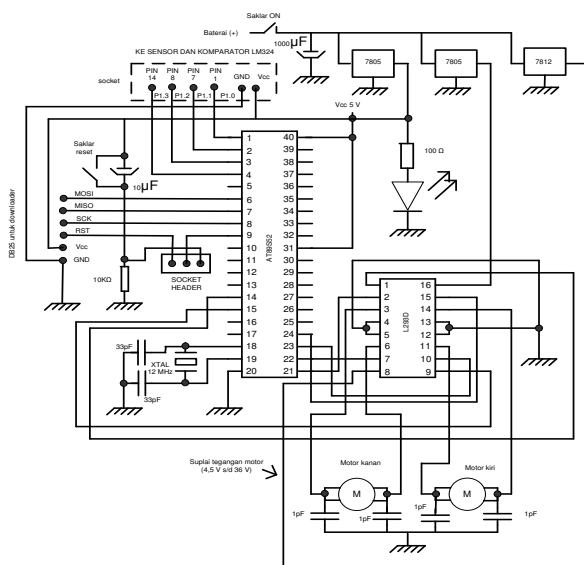 Saklar ON
Baterai (+)
1000 µF
7805
7805
7812
KE SENSOR DAN KOMPARATOR LM324
socket
PIN 14
PIN 8
PIN 7
PIN 1
GND
Vcc
P1.3
P1.2
P1.1
P1.0
Vcc 5 V
Saklar reset
10µF
100 Ω
DB25 untuk downloader
MOSI
MISO
SCK
RST
Vcc
GND
10KΩ
SOCKET HEADER
AT89S52
1
2
3
4
5
6
7
8
9
10
11
12
13
14
15
16
17
18
19
20
40
39
38
37
36
35
34
33
32
31
30
29
28
27
26
25
24
23
22
21
L293D
1
2
3
4
5
6
7
8
16
15
14
13
12
11
10
9
33pF
XTAL
12 MHz
33pF
Suplai tegangan motor
(4,5 V s/d 36 V)
Motor kanan
Motor kiri
M
M
1pF
1pF
1pF
1pF